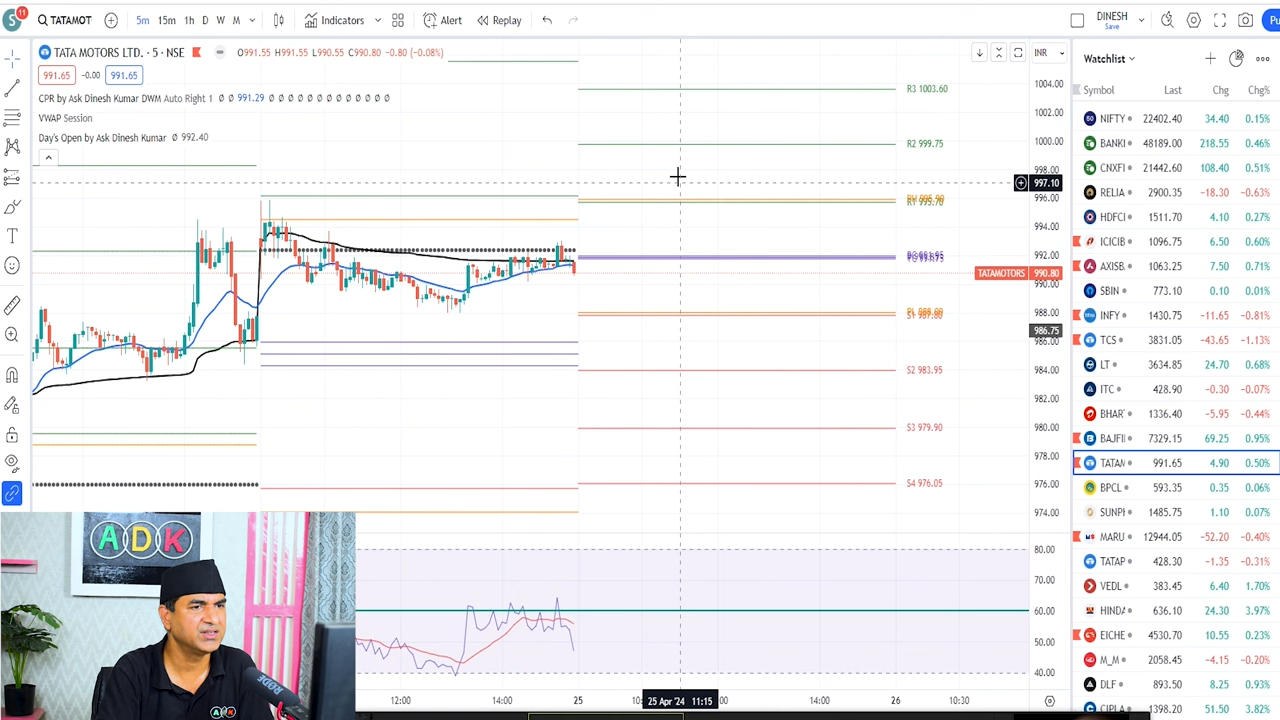 S 11 TATAMOT 5m 15m 1h D W M Indicators Alert Replay DINESH Save Pu
TATA MOTORS LTD. · 5 · NSE O991.55 H991.55 L990.55 C990.80 -0.80 (-0.08%) INR
991.65 -0.00 991.65
CPR by Ask Dinesh Kumar DWM Auto Right 1 Ø Ø 991.29 Ø Ø Ø Ø Ø Ø Ø Ø Ø Ø Ø Ø Ø
VWAP Session
Day's Open by Ask Dinesh Kumar Ø 992.40
R3 1003.60
R2 999.75
S2 983.95
S3 979.90
S4 976.05
1004.00
1002.00
1000.00
998.00
997.10
996.00
994.00
992.00
TATAMOTORS 990.80
990.00
988.00
986.75
986.00
984.00
982.00
980.00
978.00
976.00
974.00
80.00
70.00
60.00
50.00
40.00
12:00 14:00 25 25 Apr '24 11:15 14:00 26 10:30
Watchlist
Symbol Last Chg Chg%
NIFTY 22402.40 34.40 0.15%
BANKI 48189.00 218.55 0.46%
CNXFI 21442.60 108.40 0.51%
RELIA 2900.35 -18.30 -0.63%
HDFCI 1511.70 4.10 0.27%
ICICIB 1096.75 6.50 0.60%
AXISB 1063.25 7.50 0.71%
SBIN 773.10 0.10 0.01%
INFY 1430.75 -11.65 -0.81%
TCS 3831.05 -43.65 -1.13%
LT 3634.85 24.70 0.68%
ITC 428.90 -0.30 -0.07%
BHAR 1336.40 -5.95 -0.44%
BAJFI 7329.15 69.25 0.95%
TATAM 991.65 4.90 0.50%
BPCL 593.35 0.35 0.06%
SUNPH 1485.75 1.10 0.07%
MARU 12944.05 -52.20 -0.40%
TATAP 428.30 -1.35 -0.31%
VEDL 383.45 6.40 1.70%
HINDA 636.10 24.30 3.97%
EICHE 4530.70 10.55 0.23%
M_M 2058.45 -4.15 -0.20%
DLF 893.50 8.25 0.93%
CIPLA 1398.20 51.50 3.82%
ADK
RODE
ADK